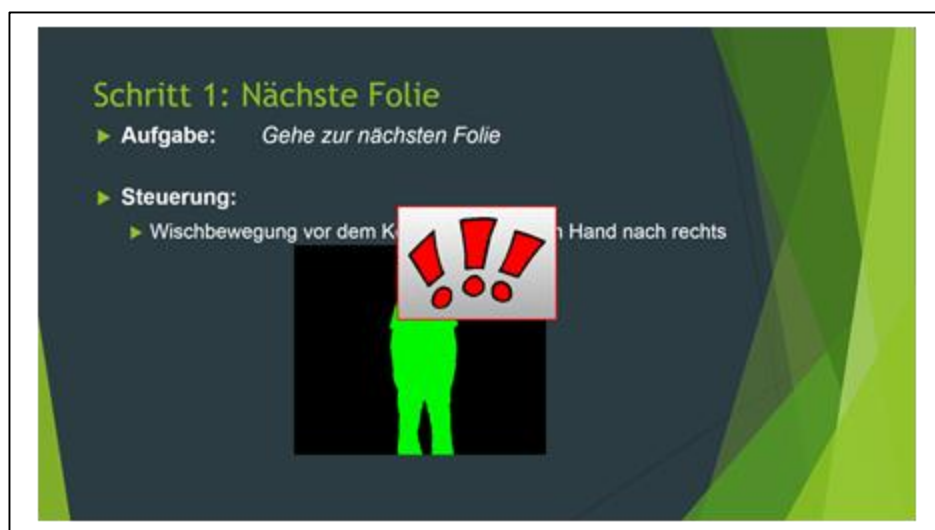 Schritt 1: Nächste Folie
Aufgabe: Gehe zur nächsten Folie
Steuerung:
Wischbewegung vor dem Hand nach rechts